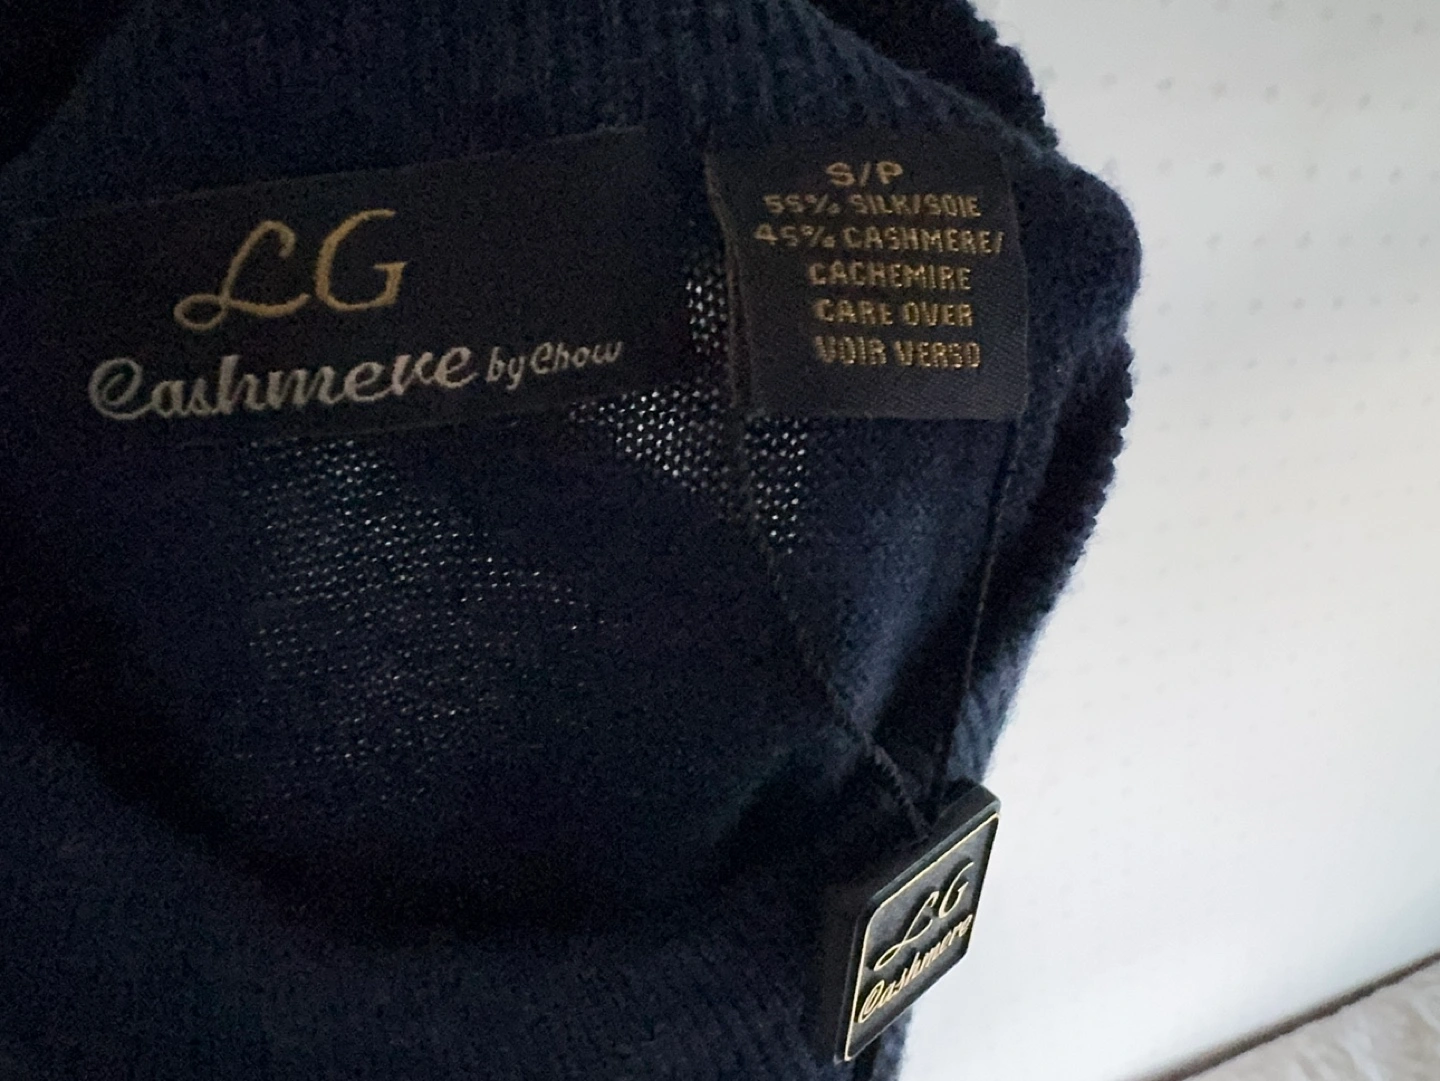 LG
Cashmere by Chow
S/P
55% SILK/SOIE
45% CASHMERE/
CACHEMIRE
CARE OVER
VOIR VERSO
LG
Cashmere